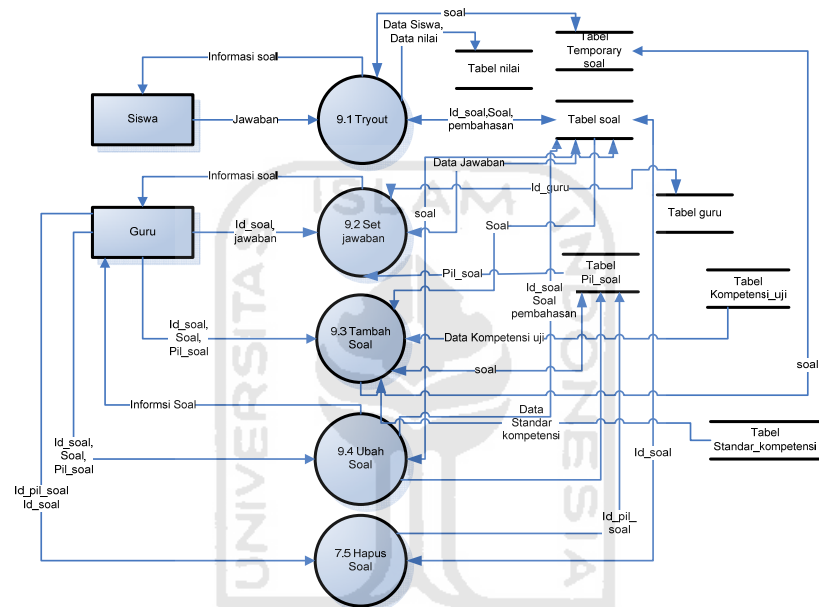 soal
Data Siswa,
Data nilai
Tabel
Temporary
soal
Informasi soal
Tabel nilai
Siswa
Jawaban
9.1 Tryout
Id_soal,Soal,
pembahasan
Tabel soal
Data Jawaban
Informasi soal
Id_guru
soal
Tabel guru
Guru
Id_soal,
jawaban
9,2 Set
jawaban
Soal
Pil_soal
Tabel
Pil_soal
Id_soal
Soal
pembahasan
Tabel
Kompetensi_uji
Id_soal,
Soal,
Pil_soal
9.3 Tambah
Soal
Data Kompetensi uji
soal
soal
Informsi Soal
Data
Standar
kompetensi
Tabel
Standar_kompetensi
Id_soal,
Soal,
Pil_soal
9.4 Ubah
Soal
Id_soal
Id_pil_soal
Id_soal
Id_pil_
soal
7.5 Hapus
Soal
UNIVERSITAS
ISLAM
INDONESIA